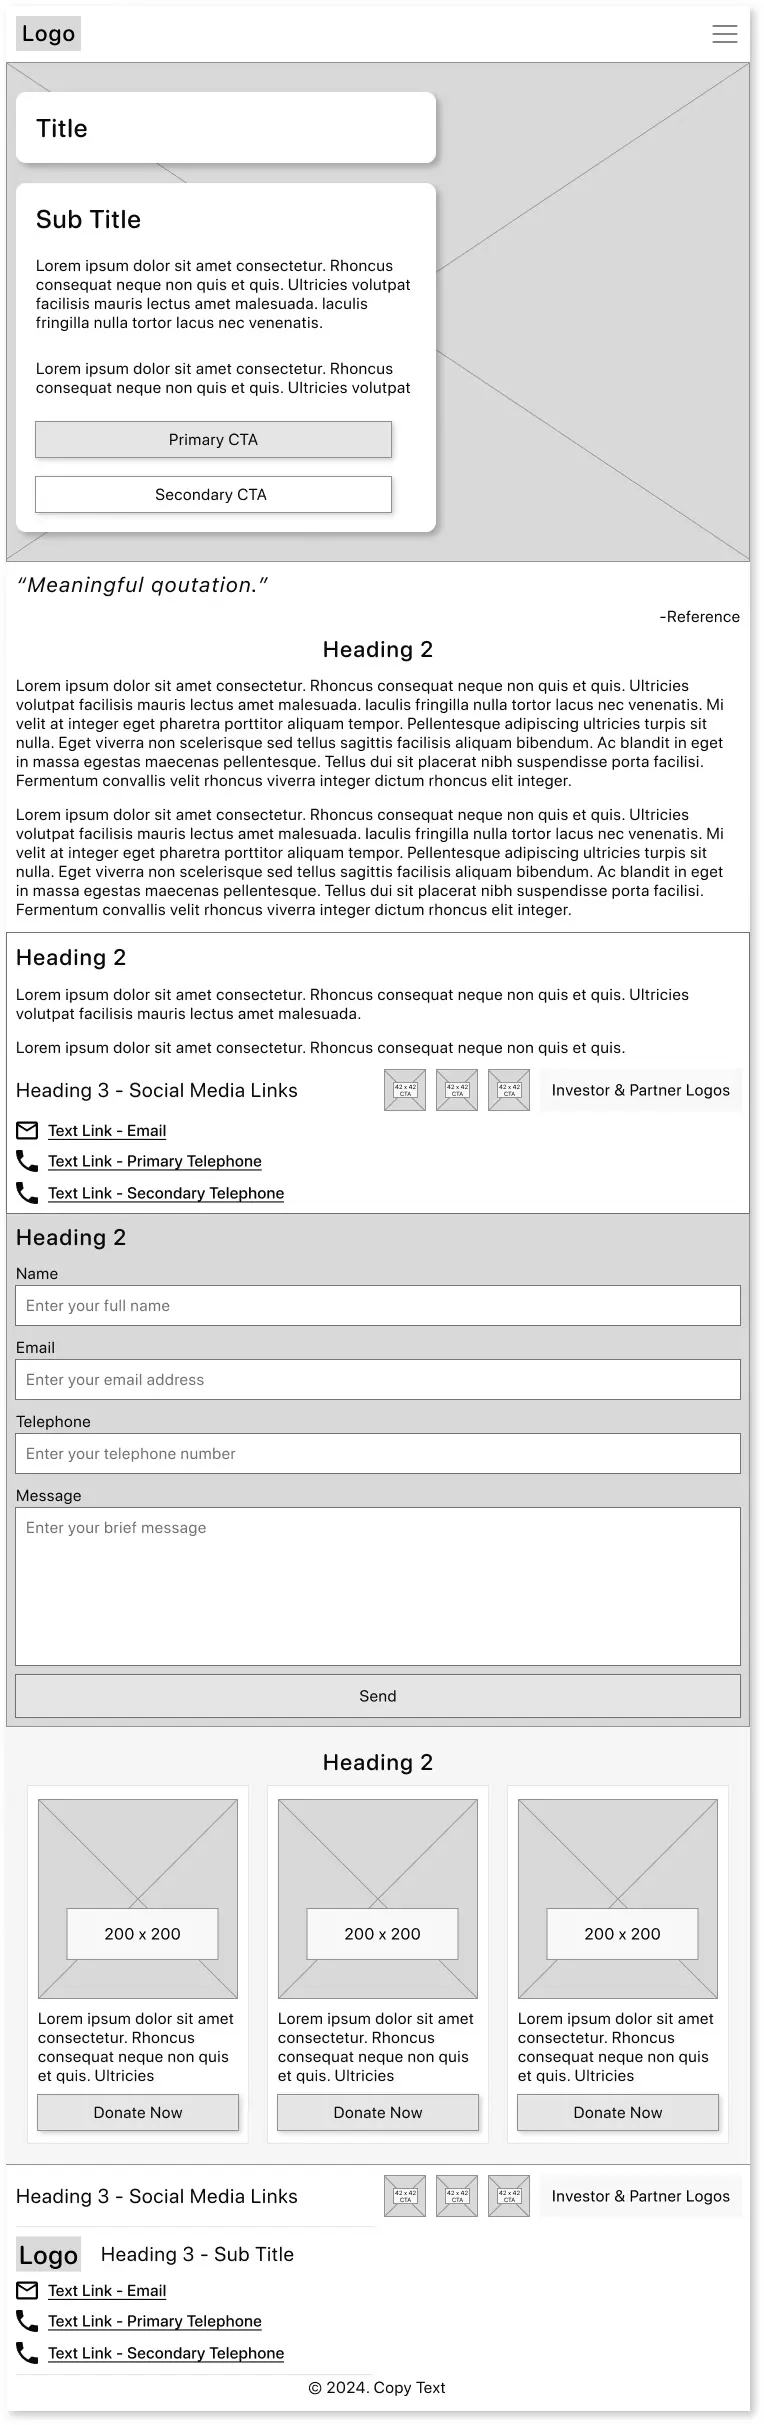 Logo
Title
Sub Title
Lorem ipsum dolor sit amet consectetur. Rhoncus
consequat neque non quis et quis. Ultricies volutpat
facilisis mauris lectus amet malesuada. Iaculis
fringilla nulla tortor lacus nec venenatis.
Lorem ipsum dolor sit amet consectetur. Rhoncus
consequat neque non quis et quis. Ultricies volutpat
Primary CTA
Secondary CTA
“Meaningful qoutation.”
-Reference
Heading 2
Lorem ipsum dolor sit amet consectetur. Rhoncus consequat neque non quis et quis. Ultricies
volutpat facilisis mauris lectus amet malesuada. Iaculis fringilla nulla tortor lacus nec venenatis. Mi
velit at integer eget pharetra porttitor aliquam tempor. Pellentesque adipiscing ultricies turpis sit
nulla. Eget viverra non scelerisque sed tellus sagittis facilisis aliquam bibendum. Ac blandit in eget
in massa egestas maecenas pellentesque. Tellus dui sit placerat nibh suspendisse porta facilisi.
Fermentum convallis velit rhoncus viverra integer dictum rhoncus elit integer.
Lorem ipsum dolor sit amet consectetur. Rhoncus consequat neque non quis et quis. Ultricies
volutpat facilisis mauris lectus amet malesuada. Iaculis fringilla nulla tortor lacus nec venenatis. Mi
velit at integer eget pharetra porttitor aliquam tempor. Pellentesque adipiscing ultricies turpis sit
nulla. Eget viverra non scelerisque sed tellus sagittis facilisis aliquam bibendum. Ac blandit in eget
in massa egestas maecenas pellentesque. Tellus dui sit placerat nibh suspendisse porta facilisi.
Fermentum convallis velit rhoncus viverra integer dictum rhoncus elit integer.
Heading 2
Lorem ipsum dolor sit amet consectetur. Rhoncus consequat neque non quis et quis. Ultricies
volutpat facilisis mauris lectus amet malesuada.
Lorem ipsum dolor sit amet consectetur. Rhoncus consequat neque non quis et quis.
Heading 3 - Social Media Links
42 x 42
CTA
42 x 42
CTA
42 x 42
CTA
Investor & Partner Logos
Text Link - Email
Text Link - Primary Telephone
Text Link - Secondary Telephone
Heading 2
Name
Enter your full name
Email
Enter your email address
Telephone
Enter your telephone number
Message
Enter your brief message
Send
Heading 2
200 x 200
Lorem ipsum dolor sit amet
consectetur. Rhoncus
consequat neque non quis
et quis. Ultricies
Donate Now
200 x 200
Lorem ipsum dolor sit amet
consectetur. Rhoncus
consequat neque non quis
et quis. Ultricies
Donate Now
200 x 200
Lorem ipsum dolor sit amet
consectetur. Rhoncus
consequat neque non quis
et quis. Ultricies
Donate Now
Heading 3 - Social Media Links
42 x 42
CTA
42 x 42
CTA
42 x 42
CTA
Investor & Partner Logos
Logo
Heading 3 - Sub Title
Text Link - Email
Text Link - Primary Telephone
Text Link - Secondary Telephone
© 2024. Copy Text